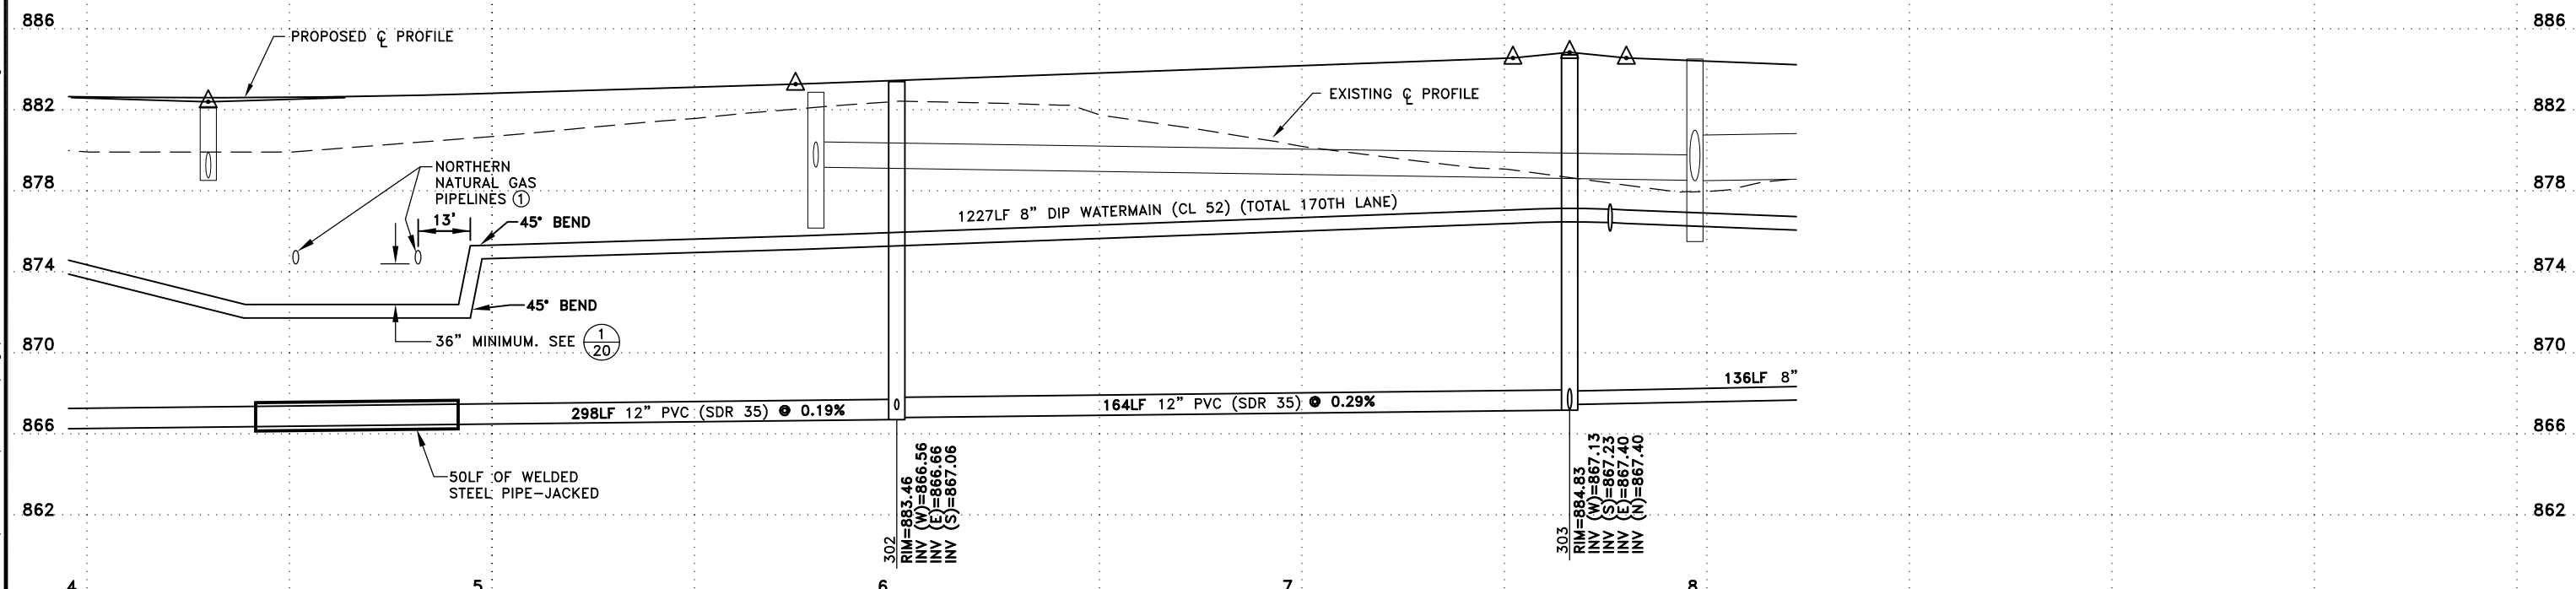 886
886
PROPOSED ℄ PROFILE
882
882
EXISTING ℄ PROFILE
NORTHERN
NATURAL GAS
PIPELINES ①
878
878
13'
45° BEND
1227LF 8” DIP WATERMAIN (CL 52) (TOTAL 170TH LANE)
874
874
45° BEND
36” MINIMUM. SEE
1
20
870
870
136LF 8”
298LF 12” PVC (SDR 35) @ 0.19%
164LF 12” PVC (SDR 35) @ 0.29%
866
866
50LF OF WELDED
STEEL PIPE-JACKED
302
RIM=883.46
INV (W)=866.56
INV (E)=866.66
INV (S)=867.06
303
RIM=884.83
INV (W)=867.13
INV (S)=867.23
INV (E)=867.40
INV (N)=867.40
862
862
4
5
6
7
8